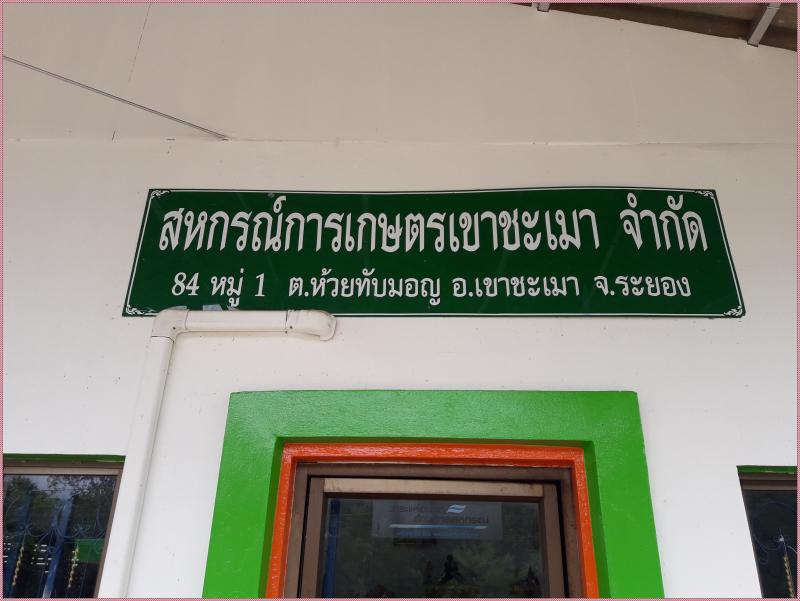 สหกรณ์การเกษตรเขาชะเมา จำกัด
84 หมู่ 1 ต.ห้วยทับมอญ อ.เขาชะเมา จ.ระยอง